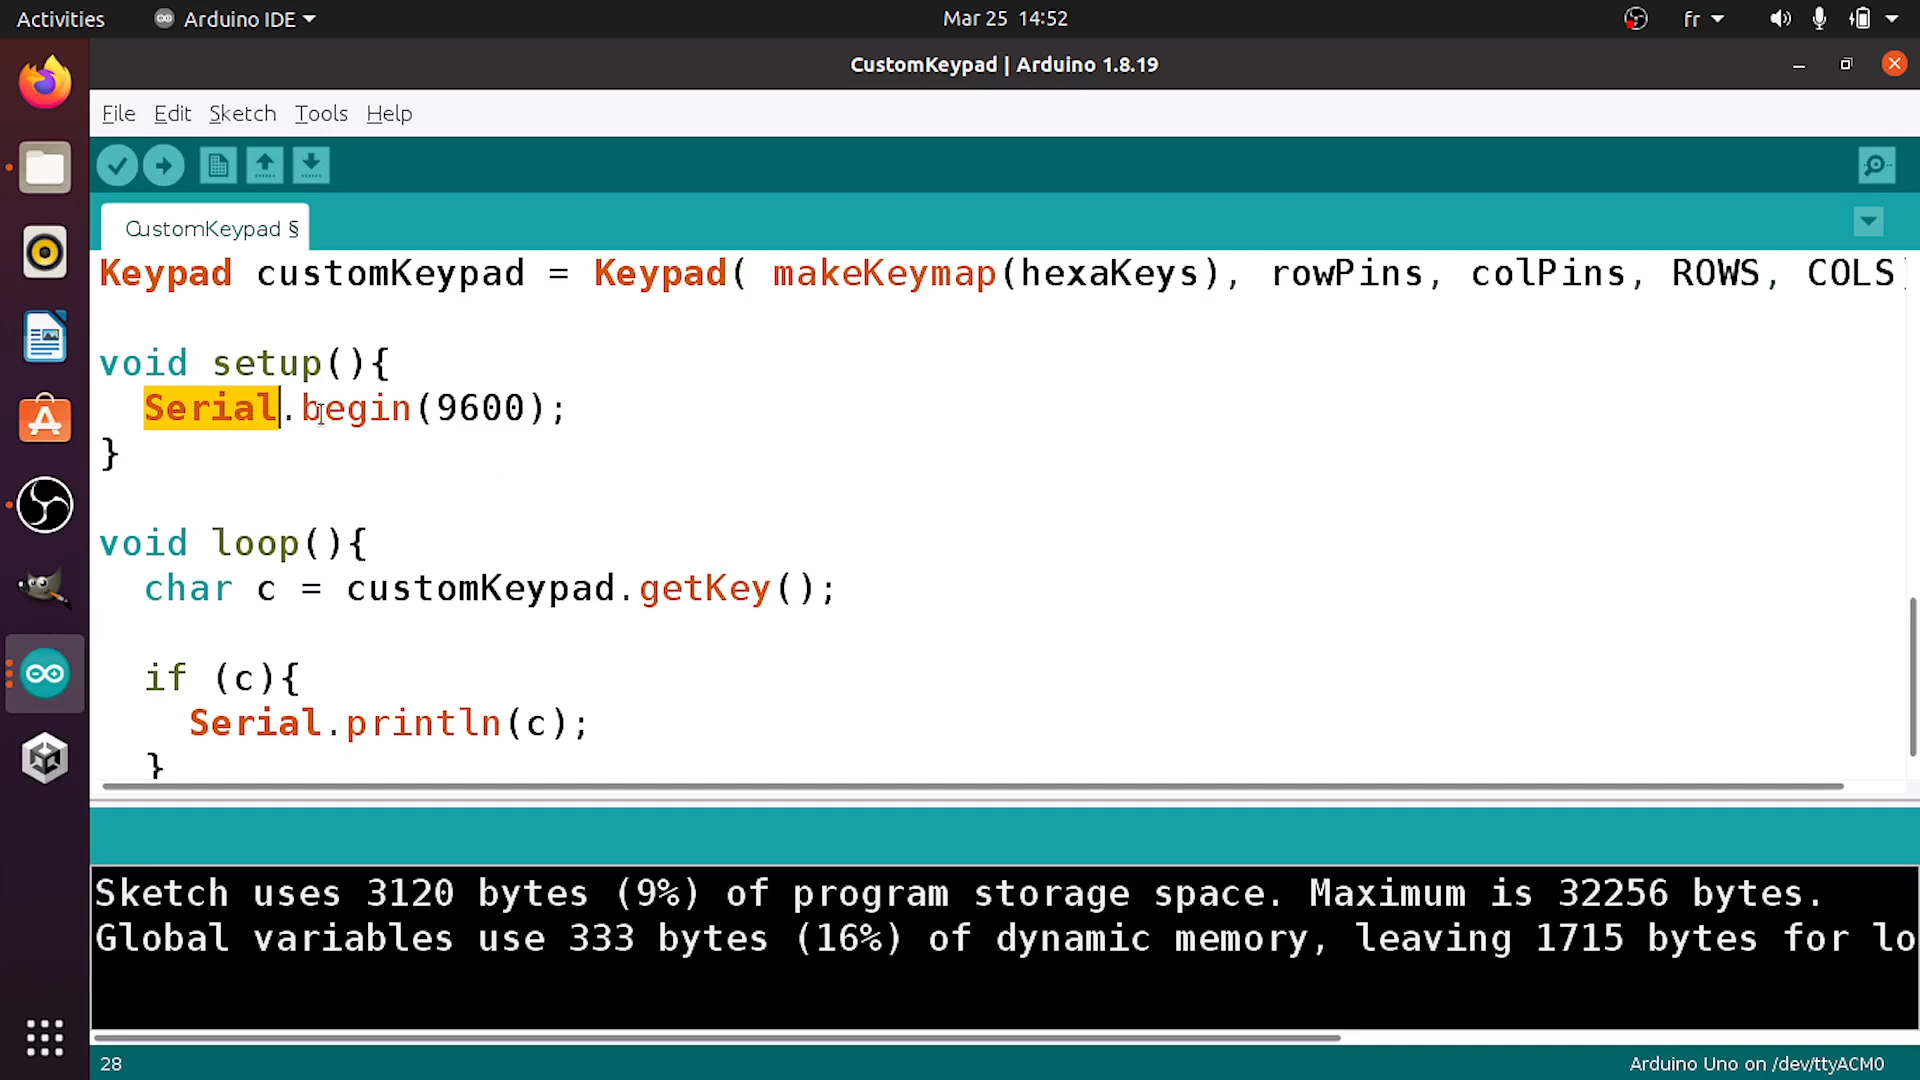 Activities Arduino IDE Mar 25 14:52 fr
CustomKeypad | Arduino 1.8.19
File Edit Sketch Tools Help
CustomKeypad §
Keypad customKeypad = Keypad( makeKeymap(hexaKeys), rowPins, colPins, ROWS, COLS)
void setup(){
Serial.begin(9600);
}
void loop(){
char c = customKeypad.getKey();
if (c){
Serial.println(c);
}
Sketch uses 3120 bytes (9%) of program storage space. Maximum is 32256 bytes.
Global variables use 333 bytes (16%) of dynamic memory, leaving 1715 bytes for lo
28 Arduino Uno on /dev/ttyACM0